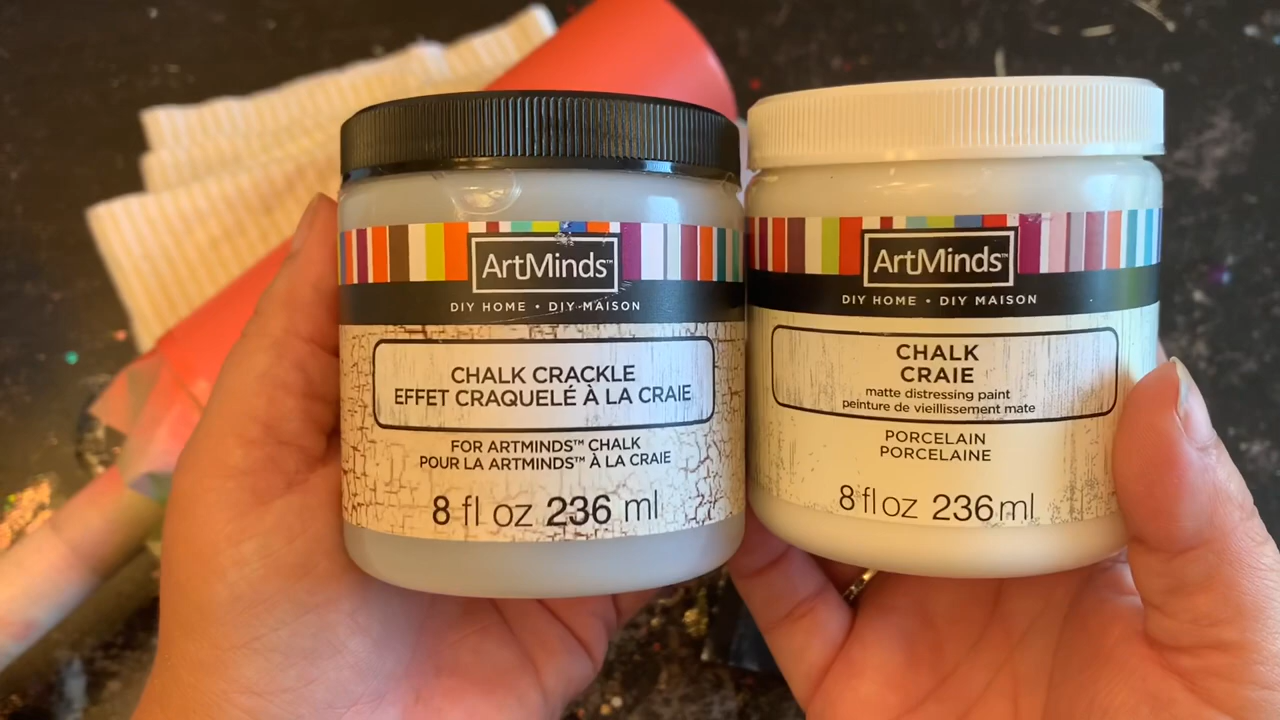 ArtMinds™
DIY HOME • DIY MAISON
CHALK CRACKLE
EFFET CRAQUELÉ À LA CRAIE
FOR ARTMINDS™ CHALK
POUR LA ARTMINDS™ À LA CRAIE
8 fl oz 236 ml
ArtMinds™
DIY HOME • DIY MAISON
CHALK
CRAIE
matte distressing paint
peinture de vieillissement mate
PORCELAIN
PORCELAINE
8 fl oz 236 ml